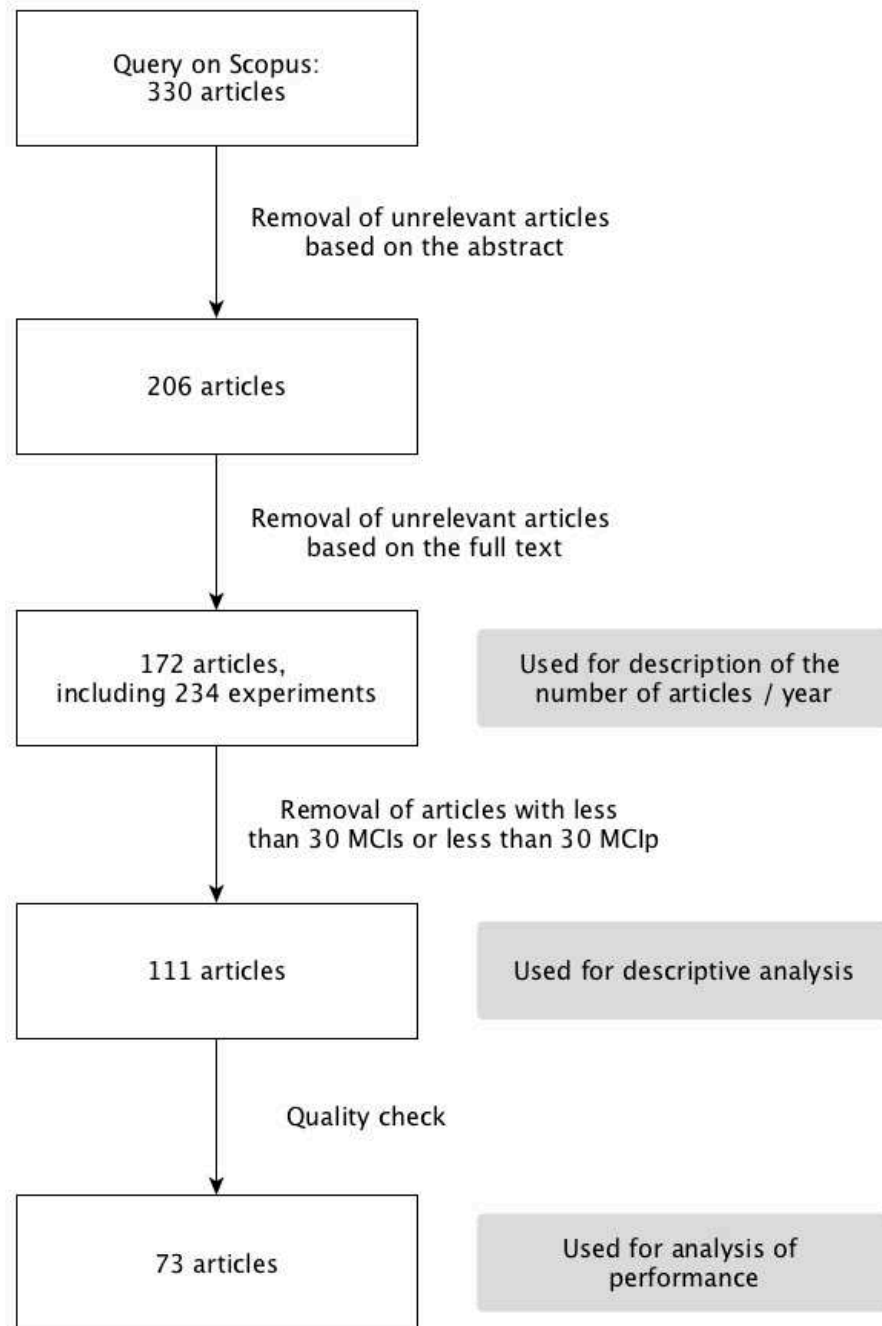 Query on Scopus:
330 articles
Removal of unrelevant articles
based on the abstract
206 articles
Removal of unrelevant articles
based on the full text
172 articles,
including 234 experiments
Used for description of the
number of articles / year
Removal of articles with less
than 30 MCIs or less than 30 MCIp
111 articles
Used for descriptive analysis
Quality check
73 articles
Used for analysis of
performance